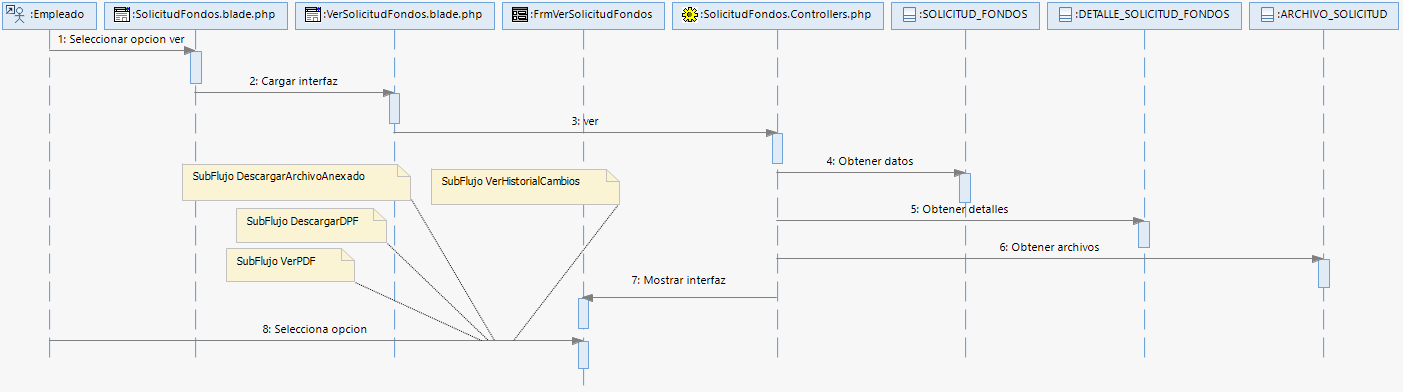 :Empleado
:SolicitudFondos.blade.php
:VerSolicitudFondos.blade.php
:FrmVerSolicitudFondos
:SolicitudFondos.Controllers.php
:SOLICITUD_FONDOS
:DETALLE_SOLICITUD_FONDOS
:ARCHIVO_SOLICITUD
1: Seleccionar opcion ver
2: Cargar interfaz
3: ver
4: Obtener datos
SubFlujo DescargarArchivoAnexado
SubFlujo VerHistorialCambios
5: Obtener detalles
SubFlujo DescargarDPF
6: Obtener archivos
SubFlujo VerPDF
7: Mostrar interfaz
8: Selecciona opcion